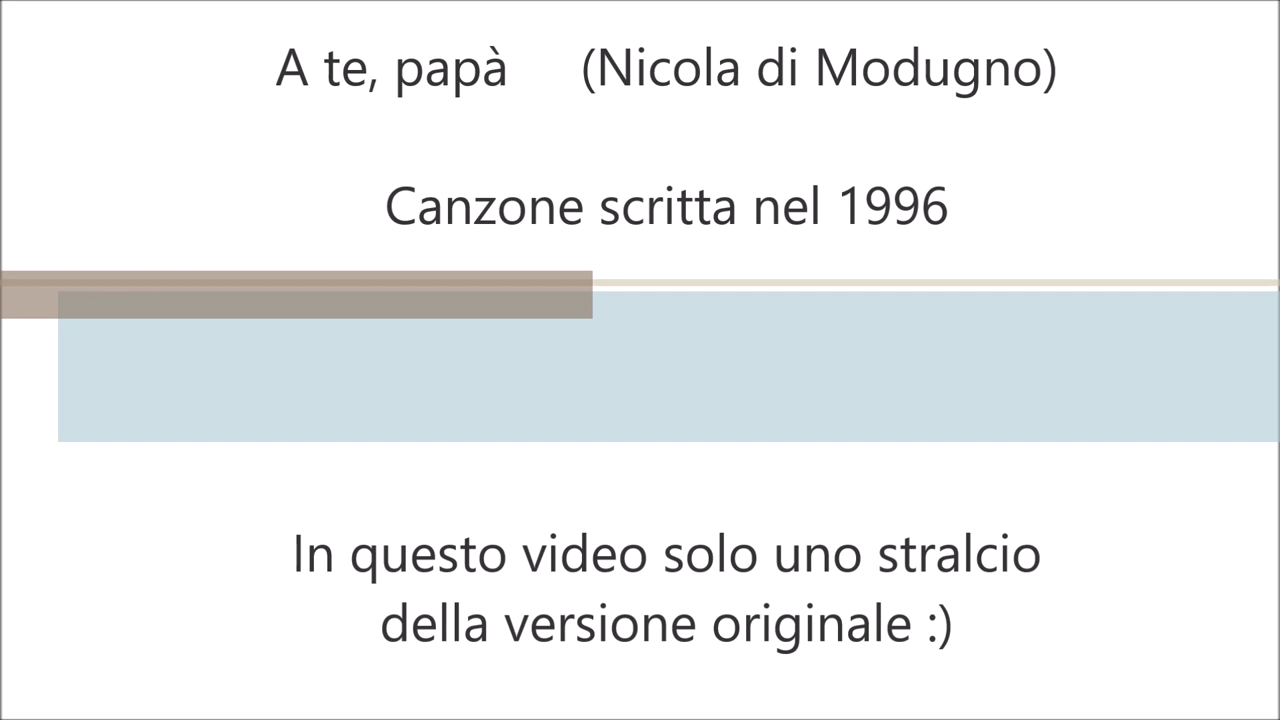 A te, papà (Nicola di Modugno)
Canzone scritta nel 1996
In questo video solo uno stralcio
della versione originale :)